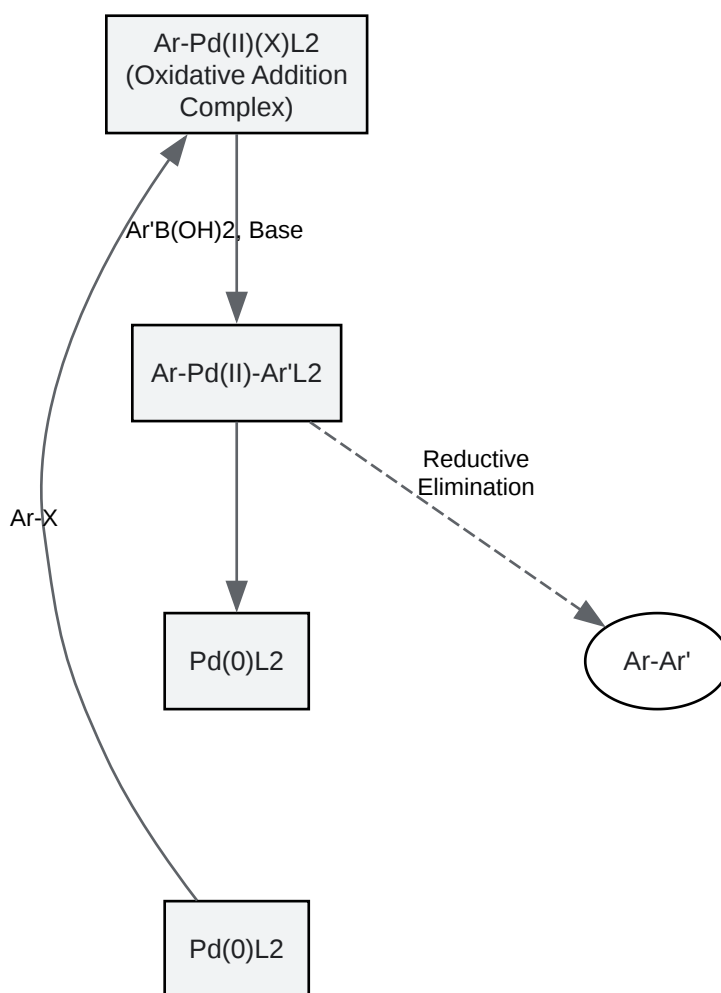 Ar-Pd(II)(X)L2
(Oxidative Addition
Complex)
Ar'B(OH)2, Base
Ar-Pd(II)-Ar'L2
Reductive
Elimination
Ar-X
Pd(0)L2
Ar-Ar'
Pd(0)L2